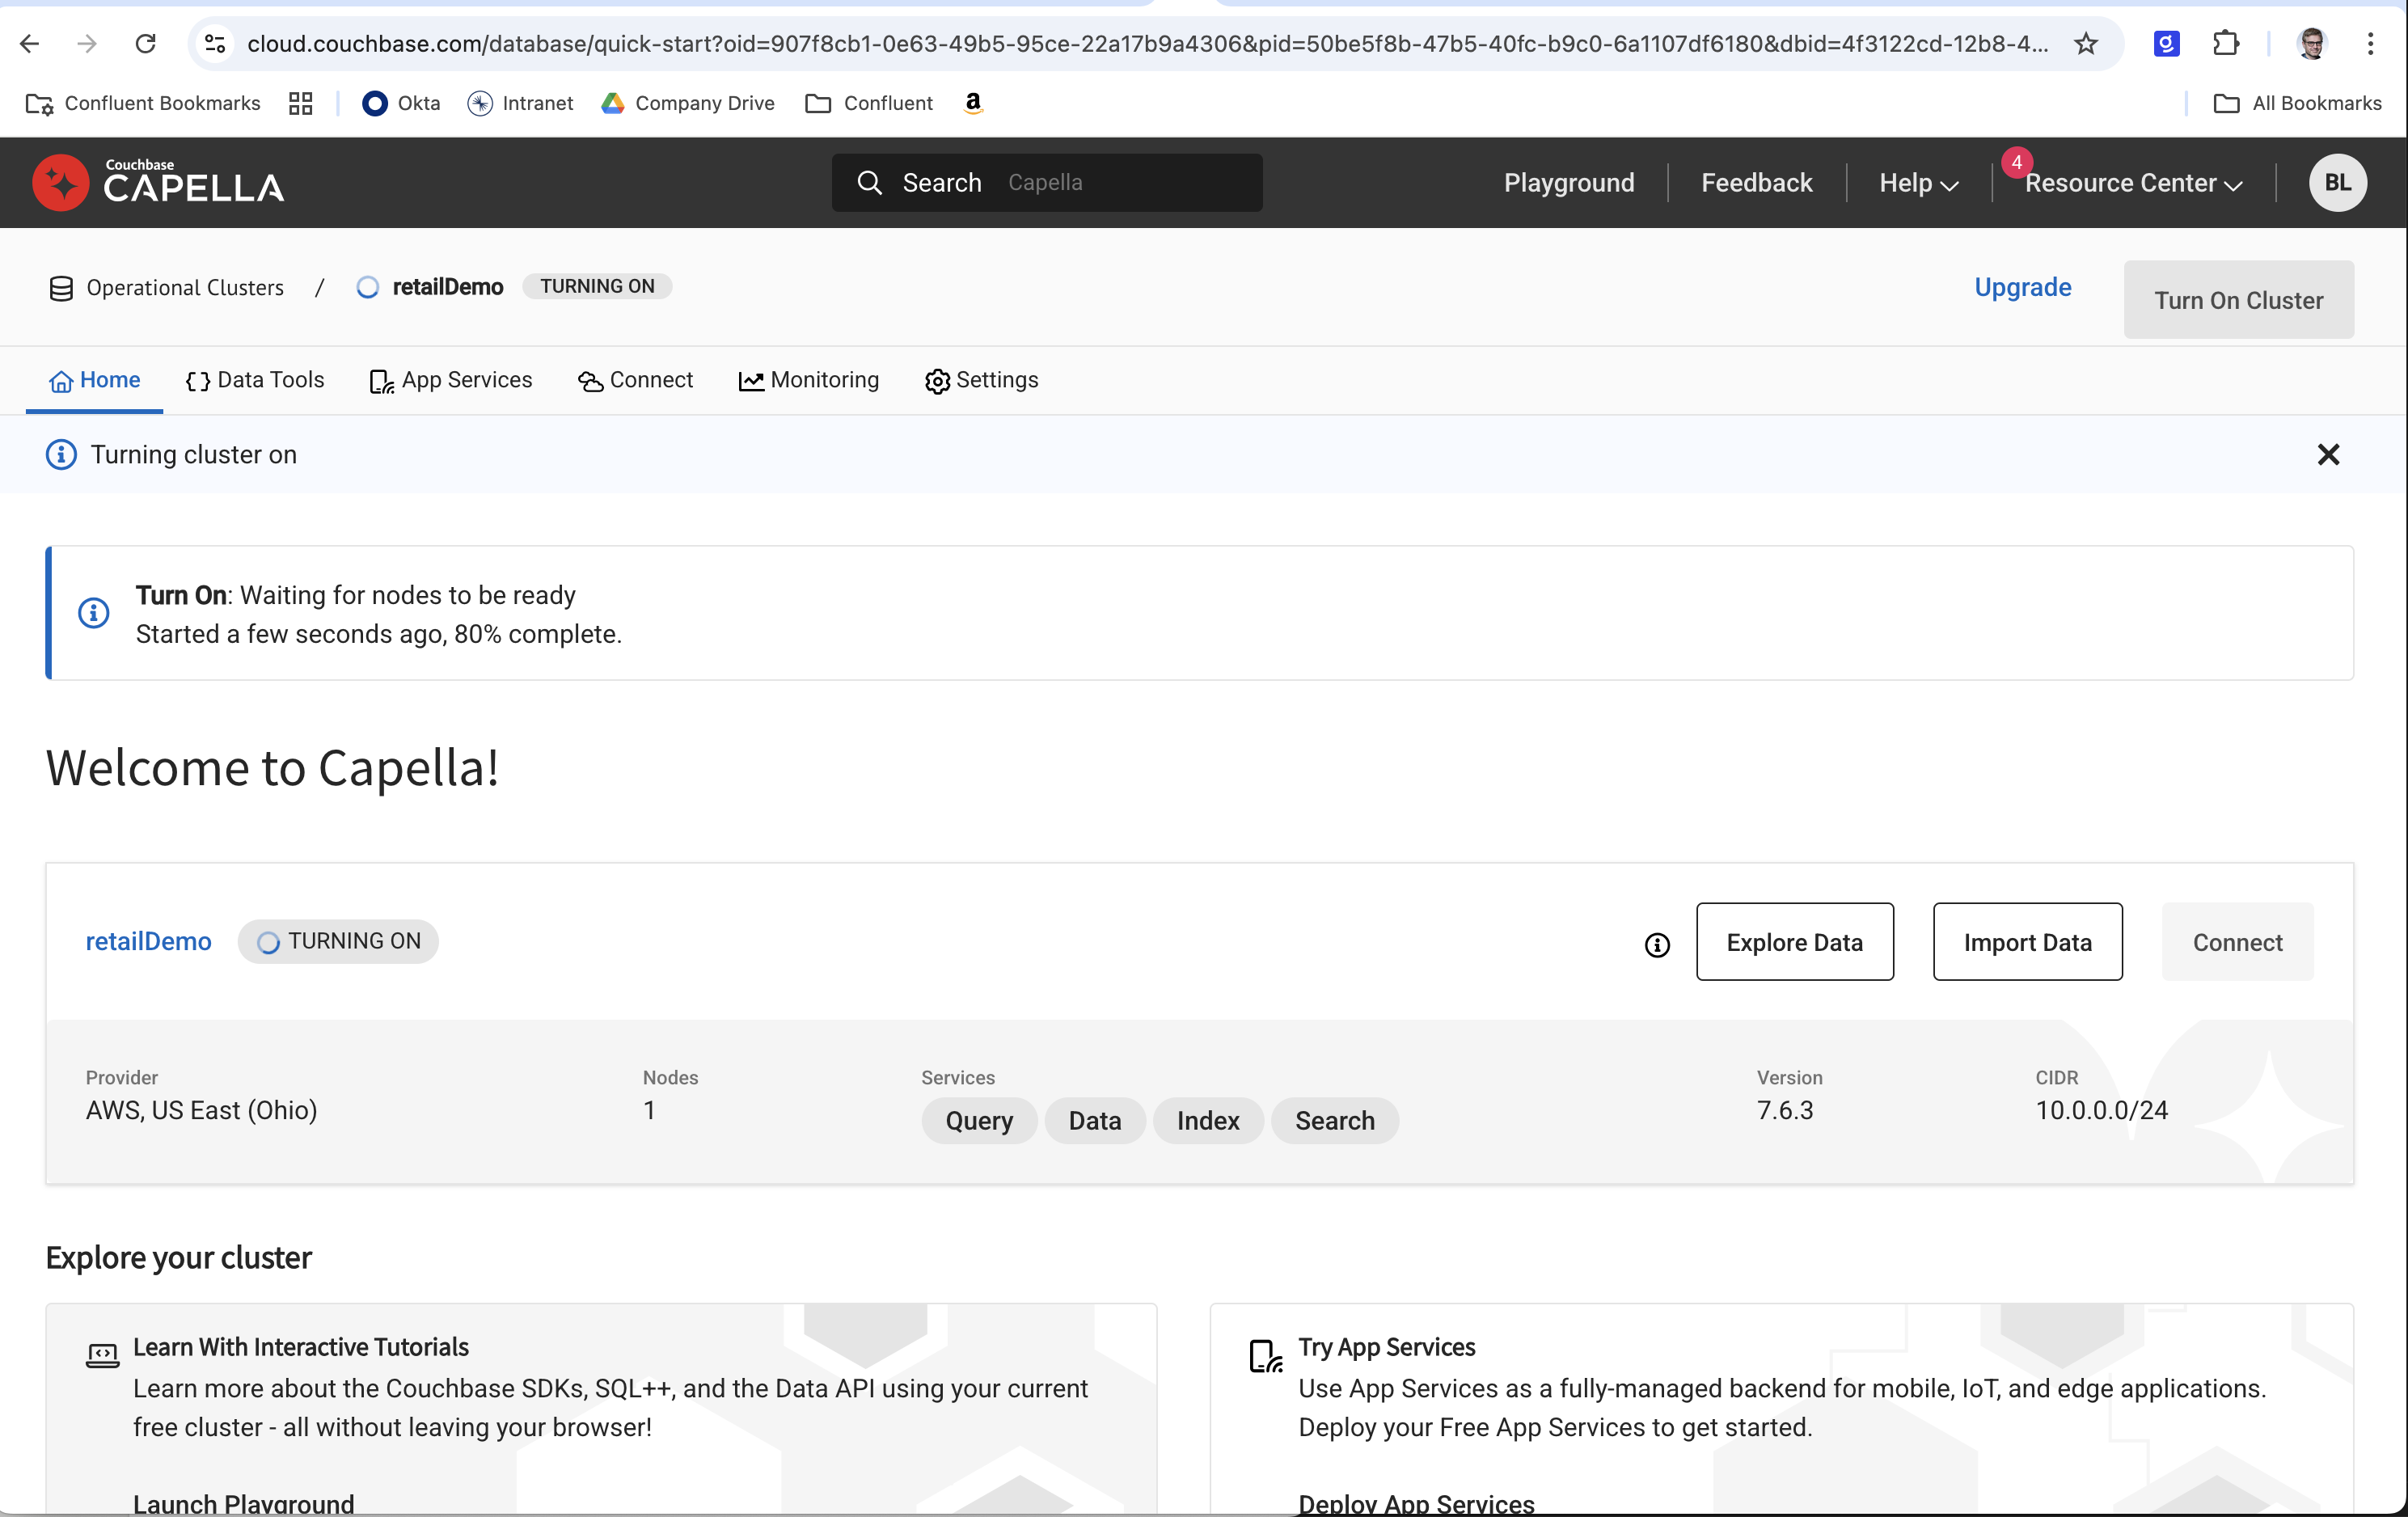 cloud.couchbase.com/database/quick-start?oid=907f8cb1-0e63-49b5-95ce-22a17b9a4306&pid=50be5f8b-47b5-40fc-b9c0-6a1107df6180&dbid=4f3122cd-12b8-4...
Confluent Bookmarks Okta Intranet Company Drive Confluent a All Bookmarks
Couchbase
CAPELLA
Search Capella
Playground Feedback Help 4 Resource Center BL
Operational Clusters / retailDemo TURNING ON Upgrade Turn On Cluster
Home Data Tools App Services Connect Monitoring Settings
Turning cluster on
Turn On: Waiting for nodes to be ready
Started a few seconds ago, 80% complete.
Welcome to Capella!
retailDemo TURNING ON Explore Data Import Data Connect
Provider Nodes Services Version CIDR
AWS, US East (Ohio) 1 Query Data Index Search 7.6.3 10.0.0.0/24
Explore your cluster
Learn With Interactive Tutorials
Learn more about the Couchbase SDKs, SQL++, and the Data API using your current
free cluster - all without leaving your browser!
Launch Playground
Try App Services
Use App Services as a fully-managed backend for mobile, IoT, and edge applications.
Deploy your Free App Services to get started.
Deploy App Services